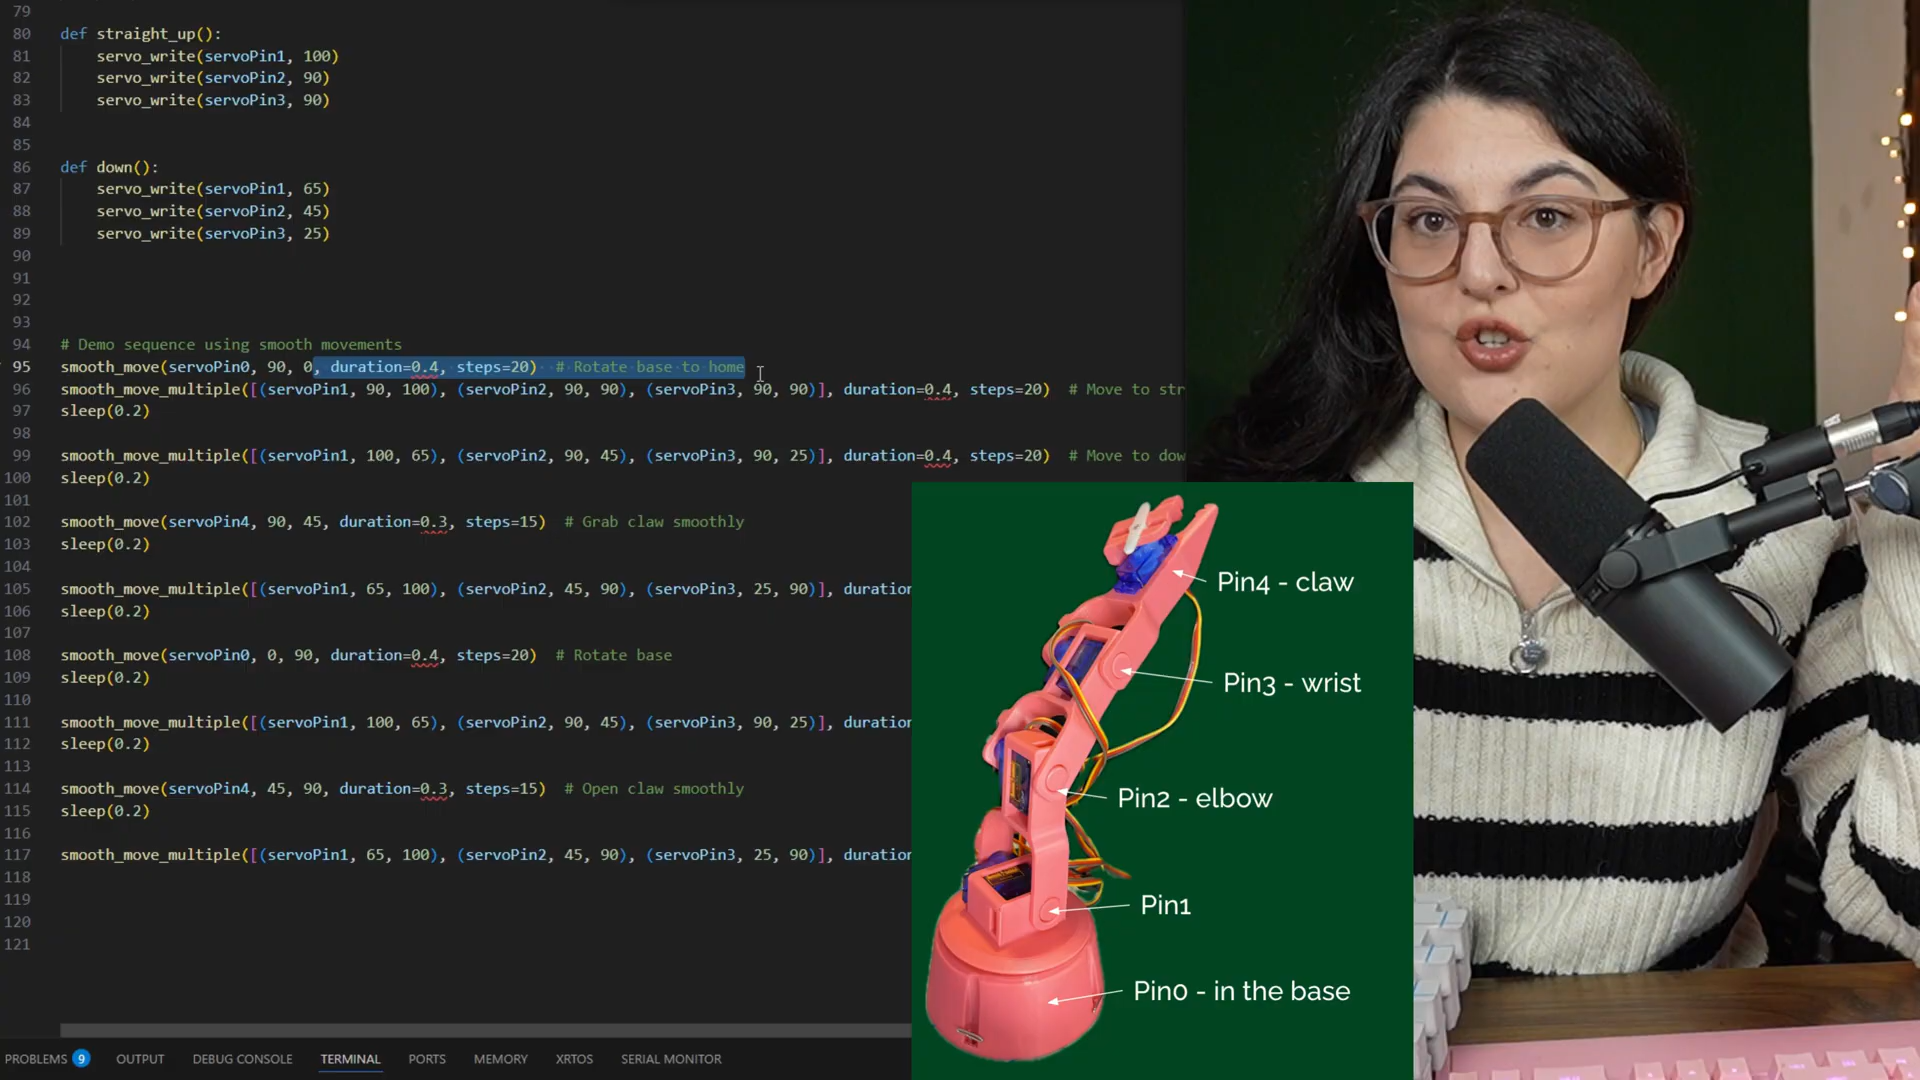 79
80 def straight_up():
81 servo_write(servoPin1, 100)
82 servo_write(servoPin2, 90)
83 servo_write(servoPin3, 90)
84
85
86 def down():
87 servo_write(servoPin1, 65)
88 servo_write(servoPin2, 45)
89 servo_write(servoPin3, 25)
90
91
92
93
94 # Demo sequence using smooth movements
95 smooth_move(servoPin0, 90, 0, duration=0.4, steps=20) # Rotate base to home
96 smooth_move_multiple([(servoPin1, 90, 100), (servoPin2, 90, 90), (servoPin3, 90, 90)], duration=0.4, steps=20) # Move to str
97 sleep(0.2)
98
99 smooth_move_multiple([(servoPin1, 100, 65), (servoPin2, 90, 45), (servoPin3, 90, 25)], duration=0.4, steps=20) # Move to dow
100 sleep(0.2)
101
102 smooth_move(servoPin4, 90, 45, duration=0.3, steps=15) # Grab claw smoothly
103 sleep(0.2)
104
105 smooth_move_multiple([(servoPin1, 65, 100), (servoPin2, 45, 90), (servoPin3, 25, 90)], duration
106 sleep(0.2)
107
108 smooth_move(servoPin0, 0, 90, duration=0.4, steps=20) # Rotate base
109 sleep(0.2)
110
111 smooth_move_multiple([(servoPin1, 100, 65), (servoPin2, 90, 45), (servoPin3, 90, 25)], duration
112 sleep(0.2)
113
114 smooth_move(servoPin4, 45, 90, duration=0.3, steps=15) # Open claw smoothly
115 sleep(0.2)
116
117 smooth_move_multiple([(servoPin1, 65, 100), (servoPin2, 45, 90), (servoPin3, 25, 90)], duration
118
119
120
121
PROBLEMS 9 OUTPUT DEBUG CONSOLE TERMINAL PORTS MEMORY XRTOS SERIAL MONITOR
Pin4 - claw
Pin3 - wrist
Pin2 - elbow
Pin1
Pin0 - in the base